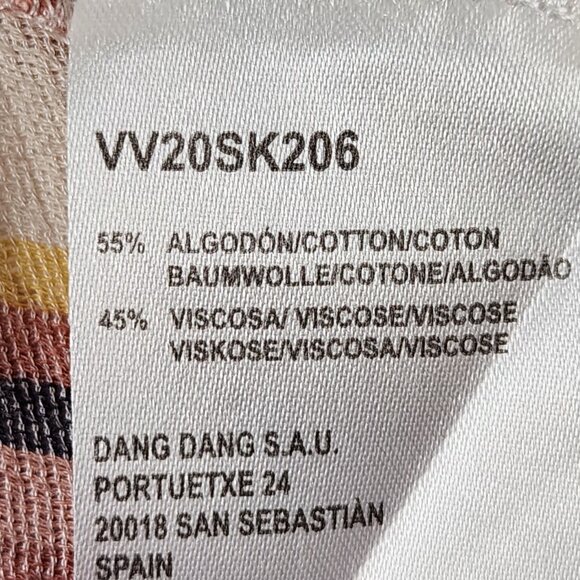 VV20SK206
55% ALGODÓN/COTTON/COTON
BAUMWOLLE/COTONE/ALGODÃO
45% VISCOSA/ VISCOSE/VISCOSE
VISKOSE/VISCOSA/VISCOSE
DANG DANG S.A.U.
PORTUETXE 24
20018 SAN SEBASTIÀN
SPAIN